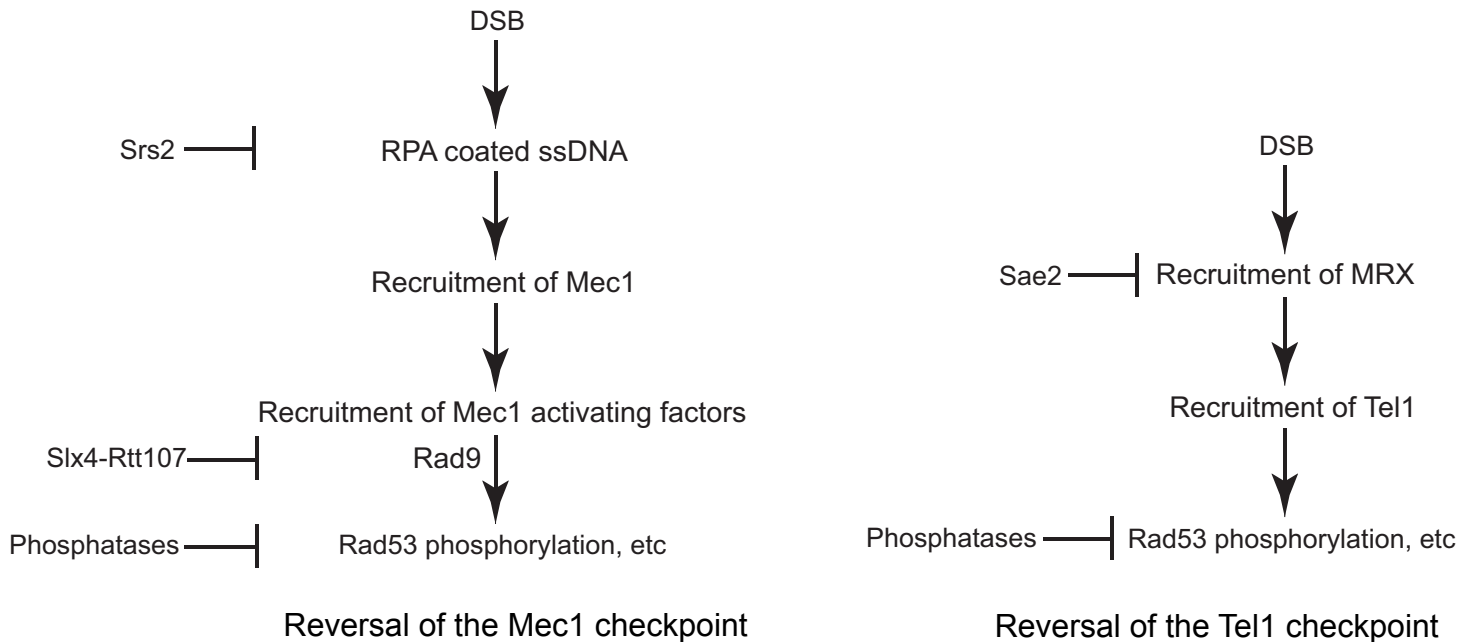 DSB
Srs2
RPA coated ssDNA
Recruitment of Mec1
Recruitment of Mec1 activating factors
Slx4-Rtt107
Rad9
Phosphatases
Rad53 phosphorylation, etc
Reversal of the Mec1 checkpoint
DSB
Sae2
Recruitment of MRX
Recruitment of Tel1
Phosphatases
Rad53 phosphorylation, etc
Reversal of the Tel1 checkpoint